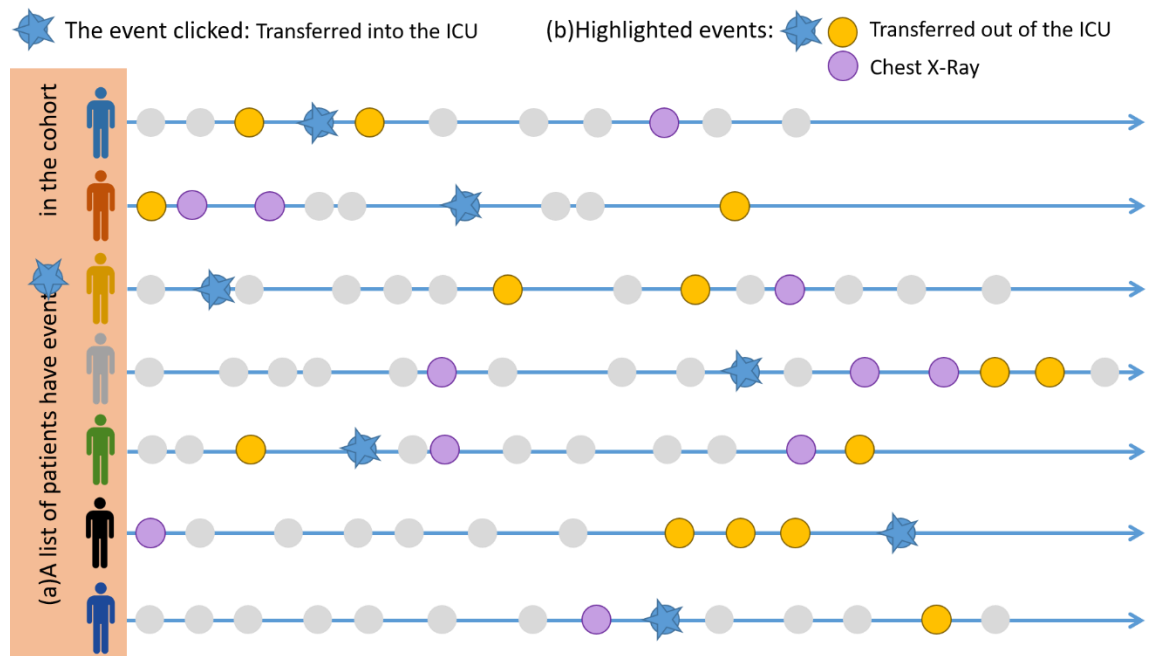 The event clicked: Transferred into the ICU
(b)Highlighted events:
Transferred out of the ICU
Chest X-Ray
(a)A list of patients have event
in the cohort